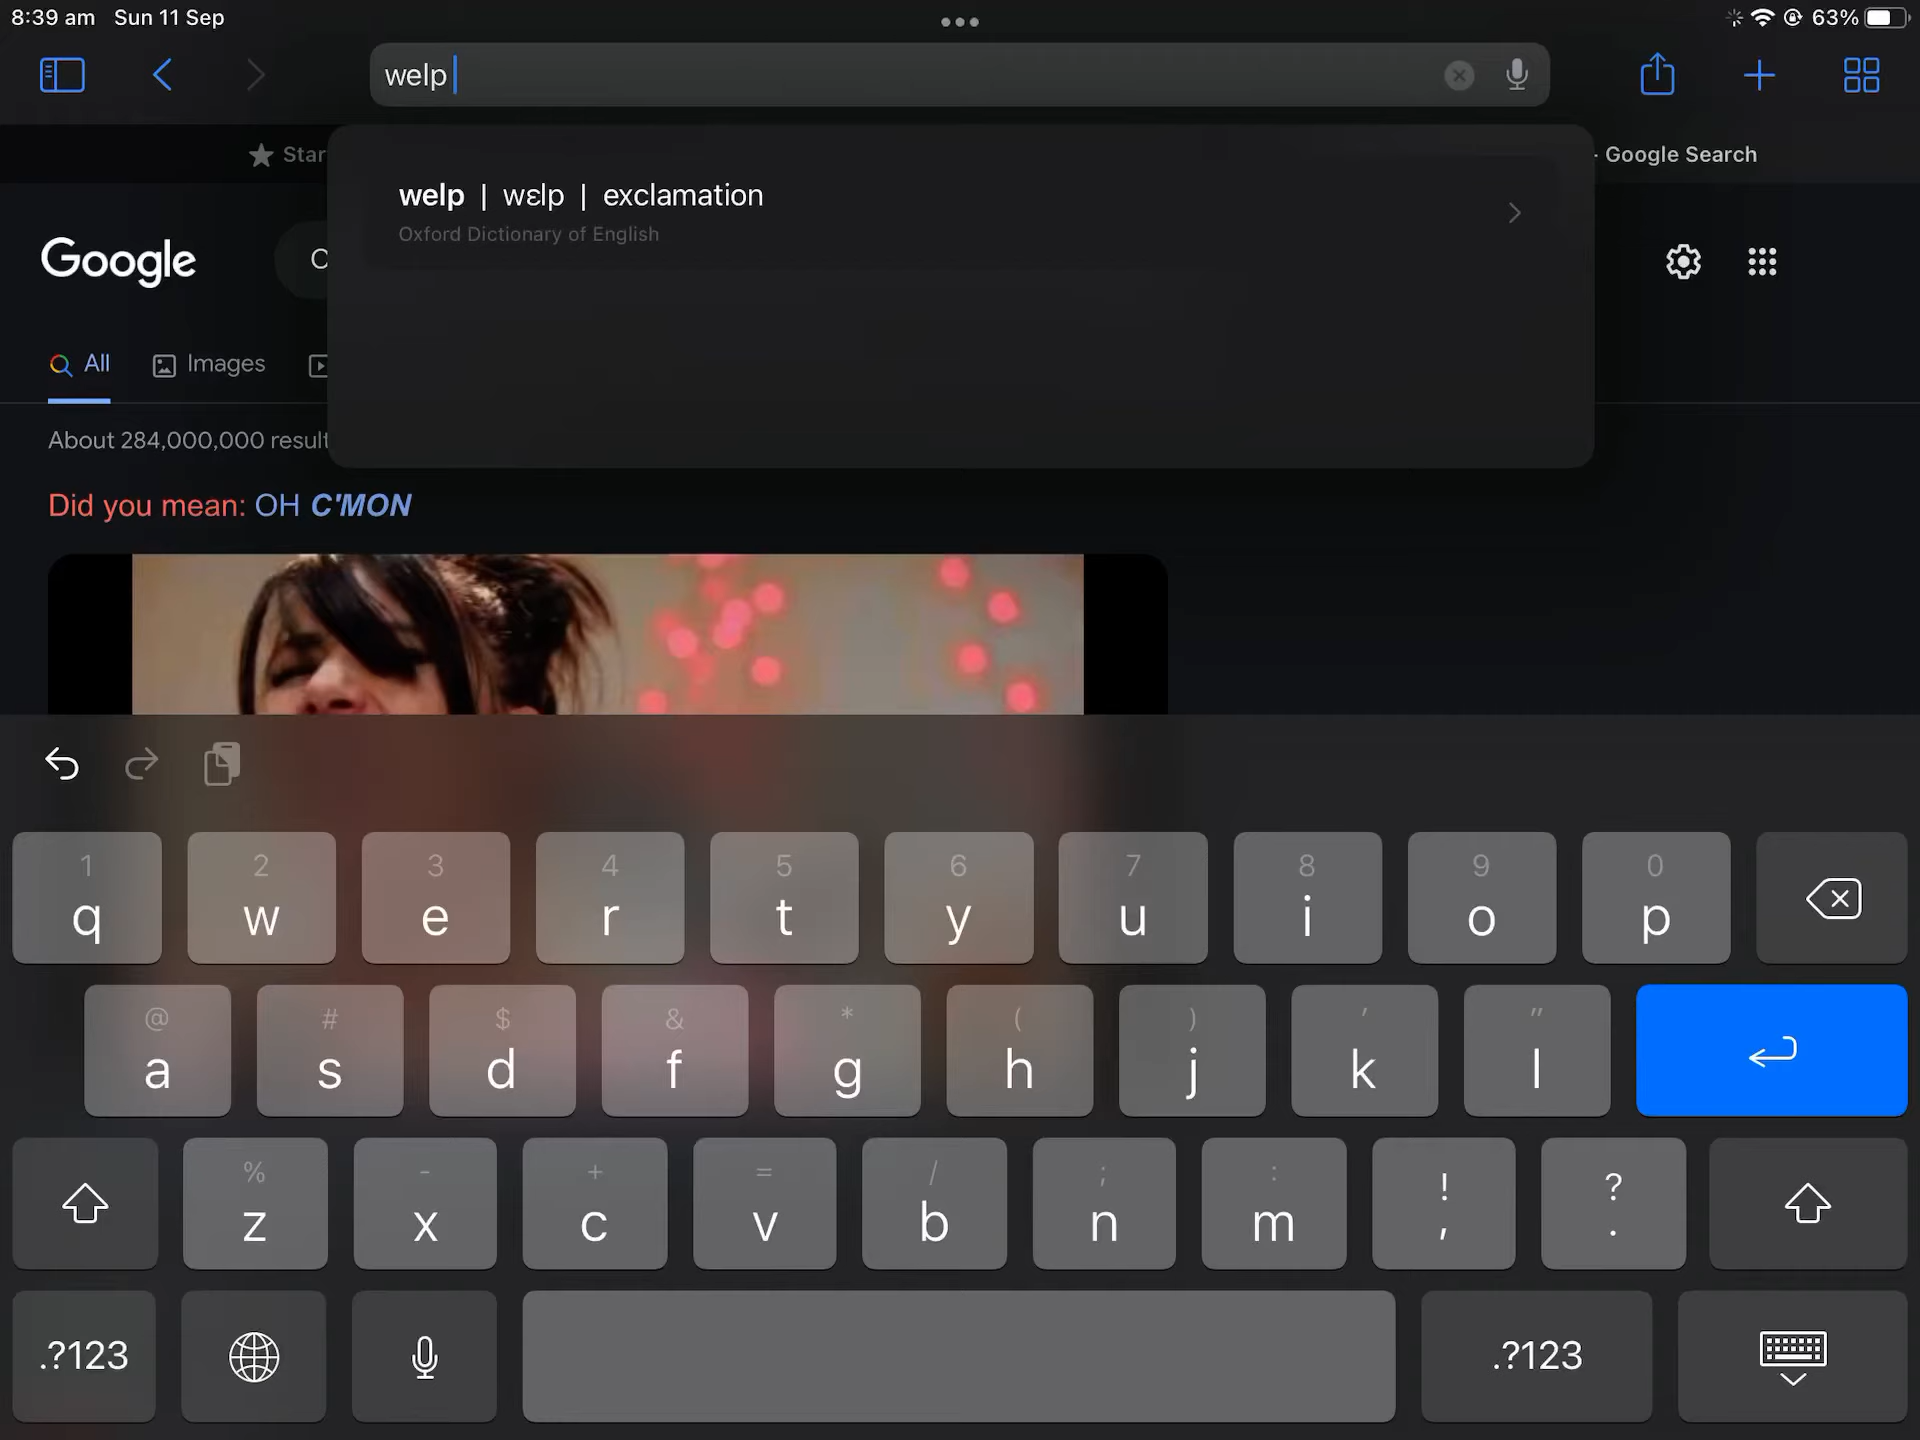 8:39 am Sun 11 Sep
63%
welp
Star
- Google Search
welp | wɛlp | exclamation
Oxford Dictionary of English
Google
C
All Images
About 284,000,000 result
Did you mean: OH C'MON
1 2 3 4 5 6 7 8 9 0
q w e r t y u i o p
@ # $ & * ( ) ' "
a s d f g h j k l
% - + = / ; : ! ?
z x c v b n m , .
.?123 .?123